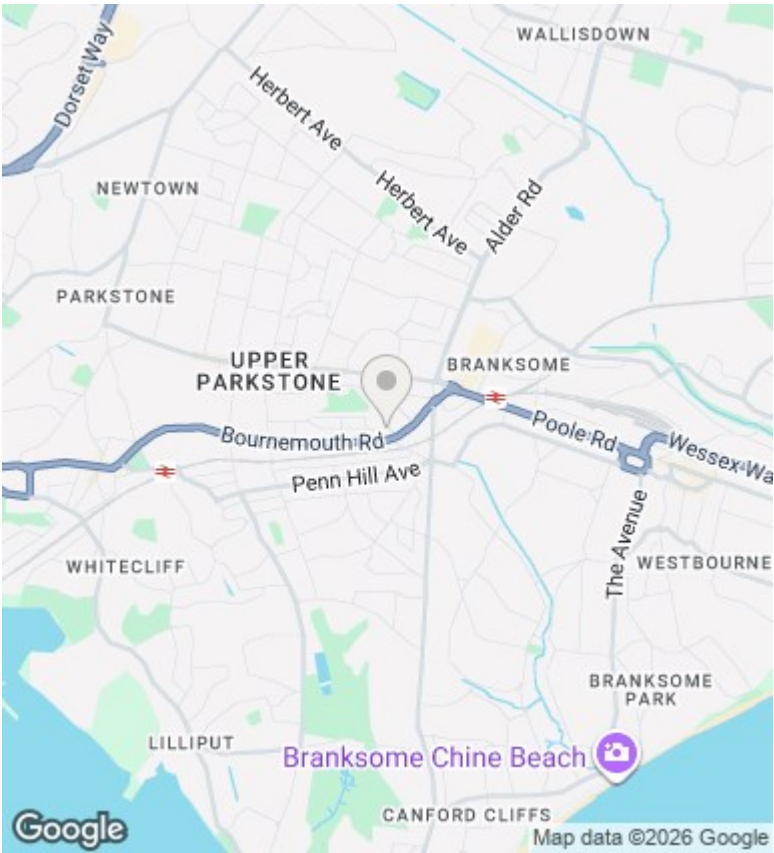 WALLISDOWN
Dorset Way
Herbert Ave
NEWTOWN
Herbert Ave
Alder Rd
PARKSTONE
UPPER
PARKSTONE
BRANKSOME
Bournemouth Rd
Poole Rd
Wessex Wa
Penn Hill Ave
The Avenue
WHITECLIFF
WESTBOURNE
BRANKSOME
PARK
LILLIPUT
Branksome Chine Beach
CANFORD CLIFFS
Google
Map data ©2026 Google